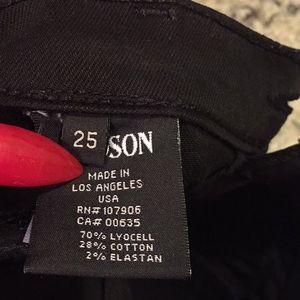 25
SON
MADE IN
LOS ANGELES
USA
RN# 107906
CA# 00635
70% LYOCELL
28% COTTON
2% ELASTAN